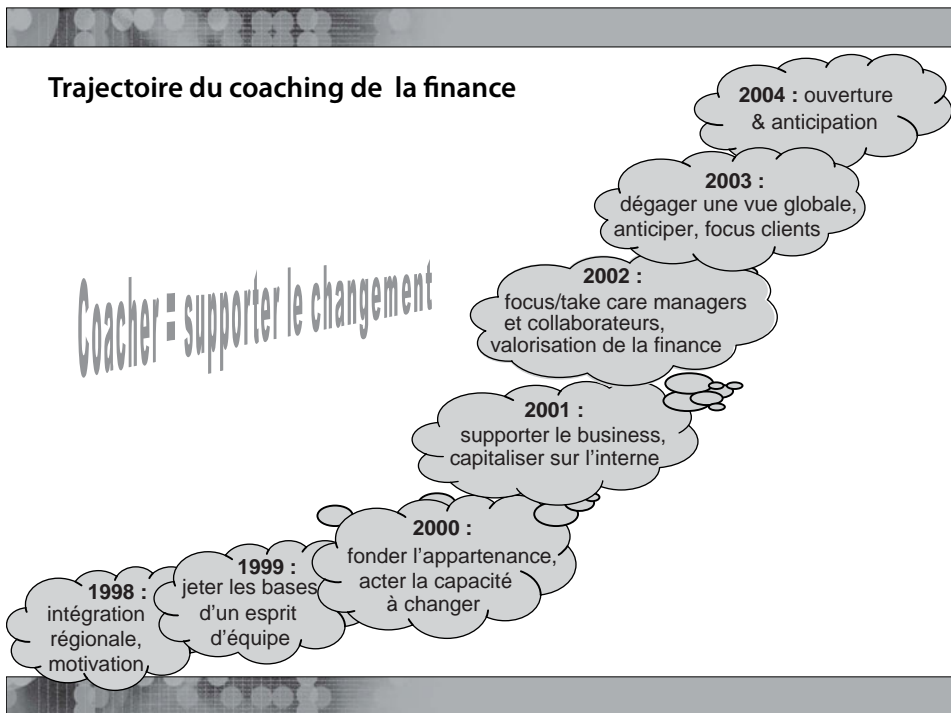 Trajectoire du coaching de la finance
Coacher = supporter le changement
2004 : ouverture
& anticipation
2003 :
dégager une vue globale,
anticiper, focus clients
2002 :
focus/take care managers
et collaborateurs,
valorisation de la finance
2001 :
supporter le business,
capitaliser sur l’interne
2000 :
fonder l’appartenance,
acter la capacité
à changer
1999 :
jeter les bases
d’un esprit
d’équipe
1998 :
intégration
régionale,
motivation